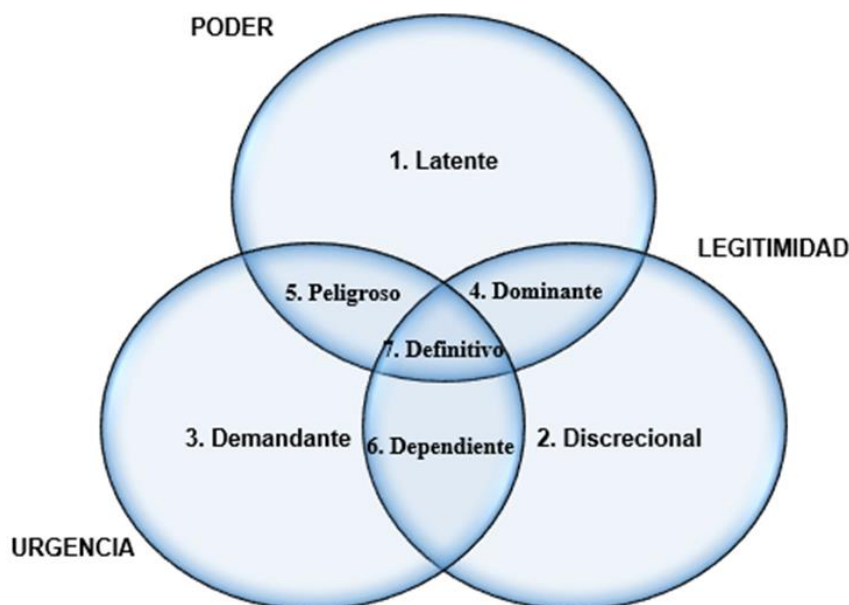 PODER
1. Latente
LEGITIMIDAD
5. Peligroso
4. Dominante
7. Definitivo
3. Demandante
6. Dependiente
2. Discrecional
URGENCIA